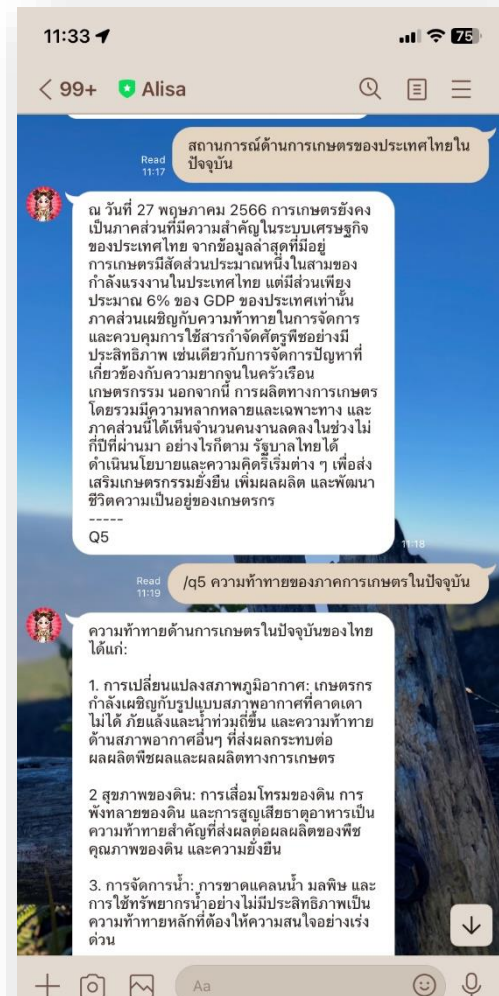 11:33
75
99+ Alisa
สถานการณ์ด้านการเกษตรของประเทศไทยใน
ปัจจุบัน
Read
11:17
ณ วันที่ 27 พฤษภาคม 2566 การเกษตรยังคง
เป็นภาคส่วนที่มีความสำคัญในระบบเศรษฐกิจ
ของประเทศไทย จากข้อมูลล่าสุดที่มีอยู่
การเกษตรมีสัดส่วนประมาณหนึ่งในสามของ
กำลังแรงงานในประเทศไทย แต่มีส่วนเพียง
ประมาณ 6% ของ GDP ของประเทศเท่านั้น
ภาคส่วนเผชิญกับความท้าทายในการจัดการ
และควบคุมการใช้สารกำจัดศัตรูพืชอย่างมี
ประสิทธิภาพ เช่นเดียวกับการจัดการปัญหาที่
เกี่ยวข้องกับความยากจนในครัวเรือน
เกษตรกรรม นอกจากนี้ การผลิตทางการเกษตร
โดยรวมมีความหลากหลายและเฉพาะทาง และ
ภาคส่วนนี้ได้เห็นจำนวนคนงานลดลงในช่วงไม่
กี่ปีที่ผ่านมา อย่างไรก็ตาม รัฐบาลไทยได้
ดำเนินนโยบายและความคิดริเริ่มต่าง ๆ เพื่อส่ง
เสริมเกษตรกรรมยั่งยืน เพิ่มผลผลิต และพัฒนา
ชีวิตความเป็นอยู่ของเกษตรกร
-----
Q5
11:18
/q5 ความท้าทายของภาคการเกษตรในปัจจุบัน
Read
11:19
ความท้าทายด้านการเกษตรในปัจจุบันของไทย
ได้แก่:
1. การเปลี่ยนแปลงสภาพภูมิอากาศ: เกษตรกร
กำลังเผชิญกับรูปแบบสภาพอากาศที่คาดเดา
ไม่ได้ ภัยแล้งและน้ำท่วมถี่ขึ้น และความท้าทาย
ด้านสภาพอากาศอื่นๆ ที่ส่งผลกระทบต่อ
ผลผลิตพืชผลและผลผลิตทางการเกษตร
2 สุขภาพของดิน: การเสื่อมโทรมของดิน การ
พังทลายของดิน และการสูญเสียธาตุอาหารเป็น
ความท้าทายสำคัญที่ส่งผลต่อผลผลิตของพืช
คุณภาพของดิน และความยั่งยืน
3. การจัดการน้ำ: การขาดแคลนน้ำ มลพิษ และ
การใช้ทรัพยากรน้ำอย่างไม่มีประสิทธิภาพเป็น
ความท้าทายหลักที่ต้องให้ความสนใจอย่างเร่ง
ด่วน
Aa